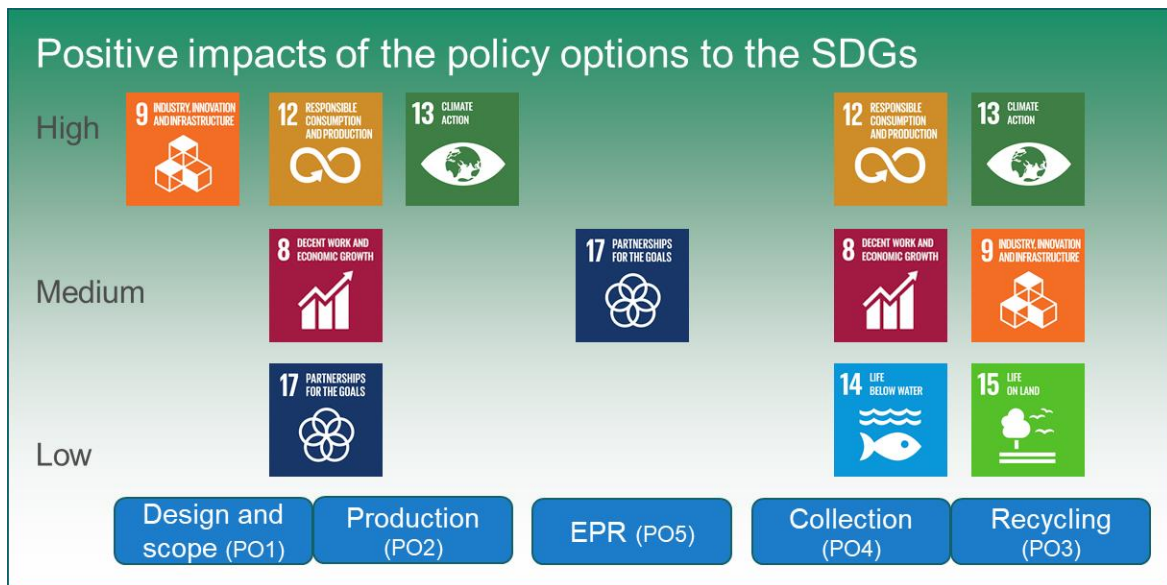 Positive impacts of the policy options to the SDGs
High
9 INDUSTRY, INNOVATION
AND INFRASTRUCTURE
12 RESPONSIBLE
CONSUMPTION
AND PRODUCTION
13 CLIMATE
ACTION
12 RESPONSIBLE
CONSUMPTION
AND PRODUCTION
13 CLIMATE
ACTION
Medium
8 DECENT WORK AND
ECONOMIC GROWTH
17 PARTNERSHIPS
FOR THE GOALS
8 DECENT WORK AND
ECONOMIC GROWTH
9 INDUSTRY, INNOVATION
AND INFRASTRUCTURE
Low
17 PARTNERSHIPS
FOR THE GOALS
14 LIFE
BELOW WATER
15 LIFE
ON LAND
Design and
scope (PO1)
Production
(PO2)
EPR (PO5)
Collection
(PO4)
Recycling
(PO3)